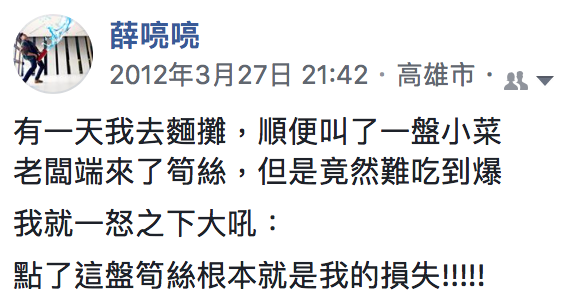 薛喨喨
2012年3月27日 21:42 · 高雄市 ·
有一天我去麵攤，順便叫了一盤小菜
老闆端來了筍絲，但是竟然難吃到爆
我就一怒之下大吼：
點了這盤筍絲根本就是我的損失!!!!!